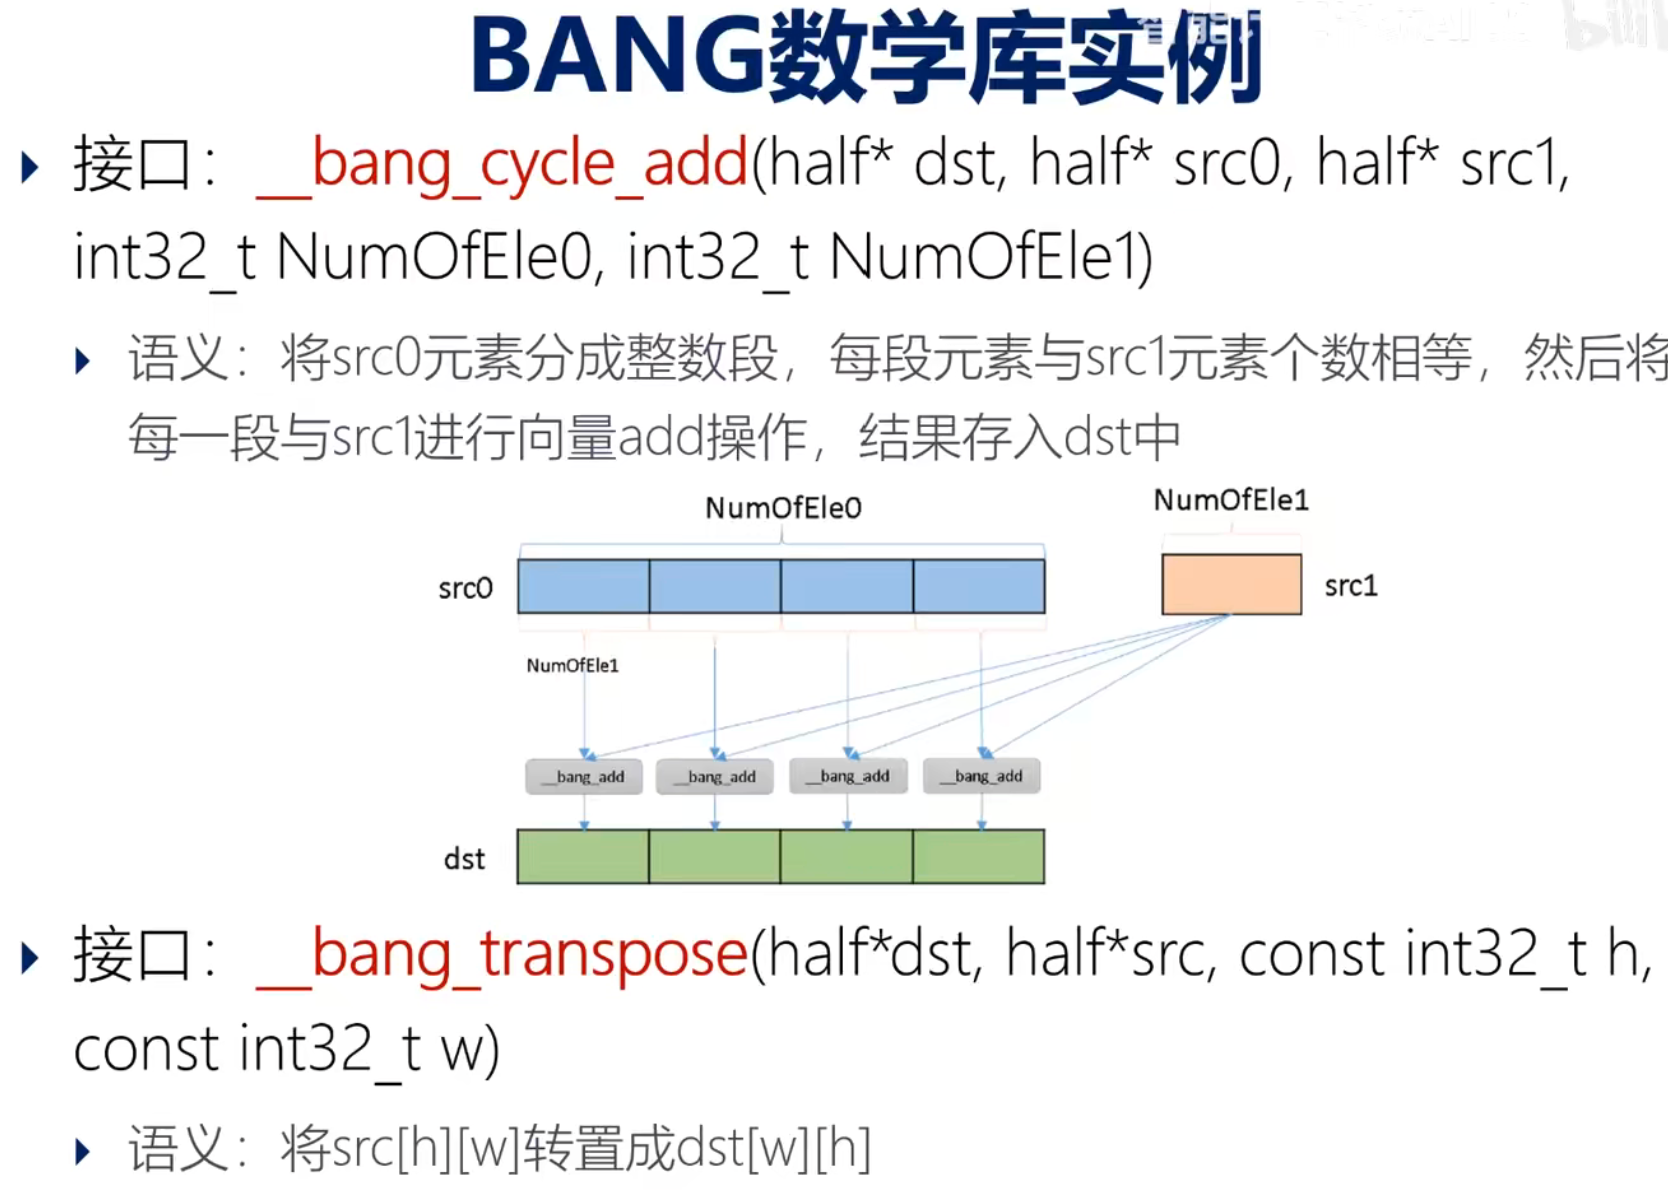 BANG数学库实例
接口：__bang_cycle_add(half* dst, half* src0, half* src1,
int32_t NumOfEle0, int32_t NumOfEle1)
语义：将src0元素分成整数段，每段元素与src1元素个数相等，然后将
每一段与src1进行向量add操作，结果存入dst中
NumOfEle0
NumOfEle1
src0
src1
NumOfEle1
__bang_add
__bang_add
__bang_add
__bang_add
dst
接口：__bang_transpose(half*dst, half*src, const int32_t h,
const int32_t w)
语义：将src[h][w]转置成dst[w][h]